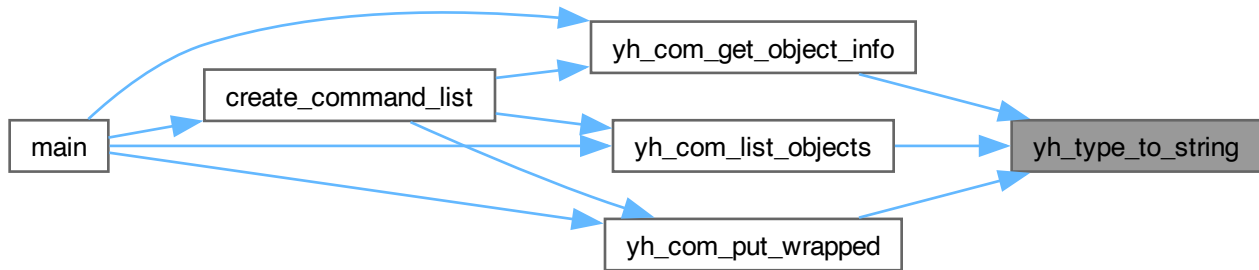 yh_com_get_object_info
create_command_list
main
yh_com_list_objects
yh_type_to_string
yh_com_put_wrapped